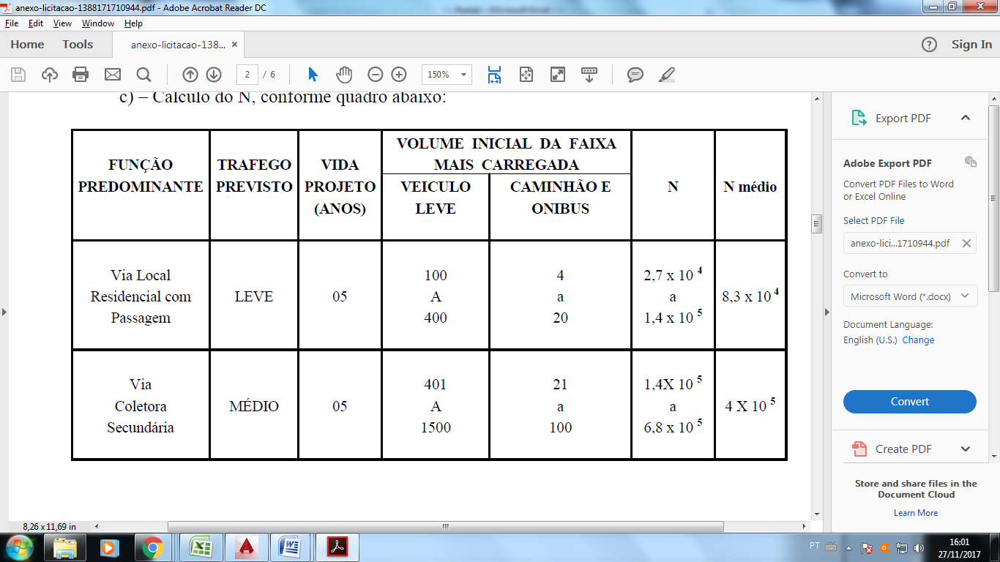 anexo-licitacao-1388171710944.pdf - Adobe Acrobat Reader DC
File Edit View Window Help
Home Tools anexo-licitacao-138... × Sign In
2 / 6 150%
c) – Calculo do N, conforme quadro abaixo:
FUNÇÃO
PREDOMINANTE
TRAFEGO
PREVISTO
VIDA
PROJETO
(ANOS)
VOLUME INICIAL DA FAIXA
MAIS CARREGADA
VEICULO
LEVE
CAMINHÃO E
ONIBUS
N
N médio
Via Local
Residencial com
Passagem
LEVE
05
100
A
400
4
a
20
2,7 x 10 4
a
1,4 x 10 5
8,3 x 10 4
Via
Coletora
Secundária
MÉDIO
05
401
A
1500
21
a
100
1,4X 10 5
a
6,8 x 10 5
4 X 10 5
8,26 x 11,69 in
Export PDF
Adobe Export PDF
Convert PDF Files to Word
or Excel Online
Select PDF File
anexo-lici...1710944.pdf
Convert to
Microsoft Word (*.docx)
Document Language:
English (U.S.) Change
Convert
Create PDF
Store and share files in the
Document Cloud
Learn More
PT
16:01
27/11/2017